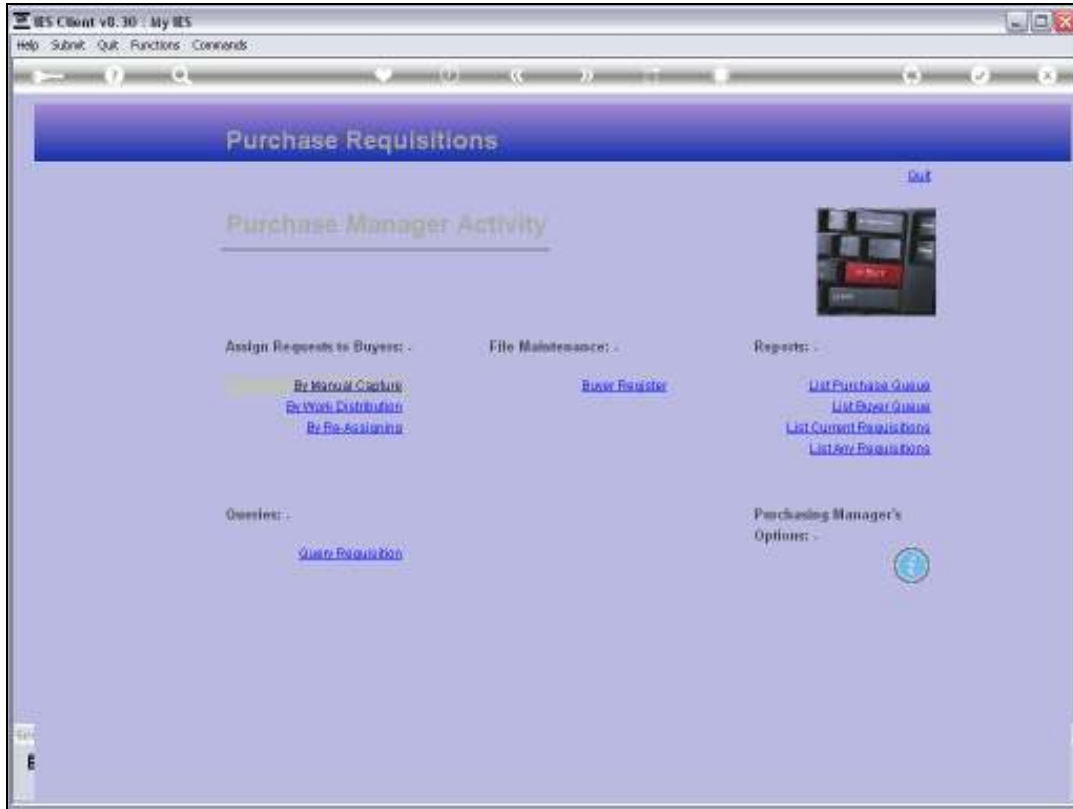 IES Client v8.30 : My IES
Help Submit Quit Functions Commands
Purchase Requisitions
Quit
Purchase Manager Activity
Assign Requests to Buyers: -
By Manual Capture
By Work Distribution
By Re-Assigning
File Maintenance: -
Buyer Register
Reports: -
List Purchase Queue
List Buyer Queue
List Current Requisitions
List Any Requisitions
Queries: -
Query Requisition
Purchasing Manager's
Options: -